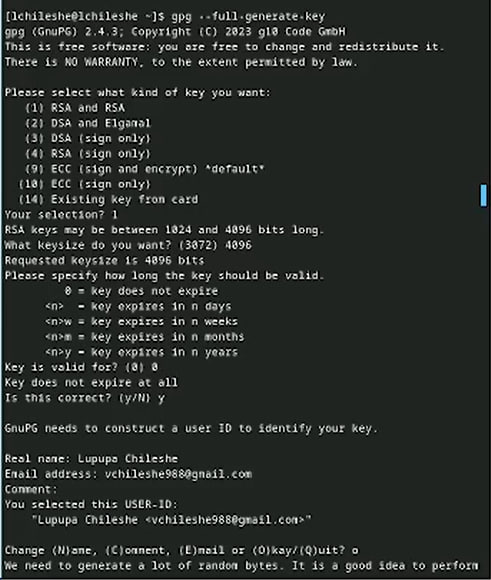 [lchileshe@lchileshe ~]$ gpg --full-generate-key
gpg (GnuPG) 2.4.3; Copyright (C) 2023 g10 Code GmbH
This is free software: you are free to change and redistribute it.
There is NO WARRANTY, to the extent permitted by law.
Please select what kind of key you want:
(1) RSA and RSA
(2) DSA and Elgamal
(3) DSA (sign only)
(4) RSA (sign only)
(9) ECC (sign and encrypt) *default*
(10) ECC (sign only)
(14) Existing key from card
Your selection? 1
RSA keys may be between 1024 and 4096 bits long.
What keysize do you want? (3072) 4096
Requested keysize is 4096 bits
Please specify how long the key should be valid.
0 = key does not expire
<n> = key expires in n days
<n>w = key expires in n weeks
<n>m = key expires in n months
<n>y = key expires in n years
Key is valid for? (0) 0
Key does not expire at all
Is this correct? (y/N) y
GnuPG needs to construct a user ID to identify your key.
Real name: Lupupa Chileshe
Email address: vchileshe988@gmail.com
Comment:
You selected this USER-ID:
"Lupupa Chileshe <vchileshe988@gmail.com>"
Change (N)ame, (C)omment, (E)mail or (O)kay/(Q)uit? o
We need to generate a lot of random bytes. It is a good idea to perform